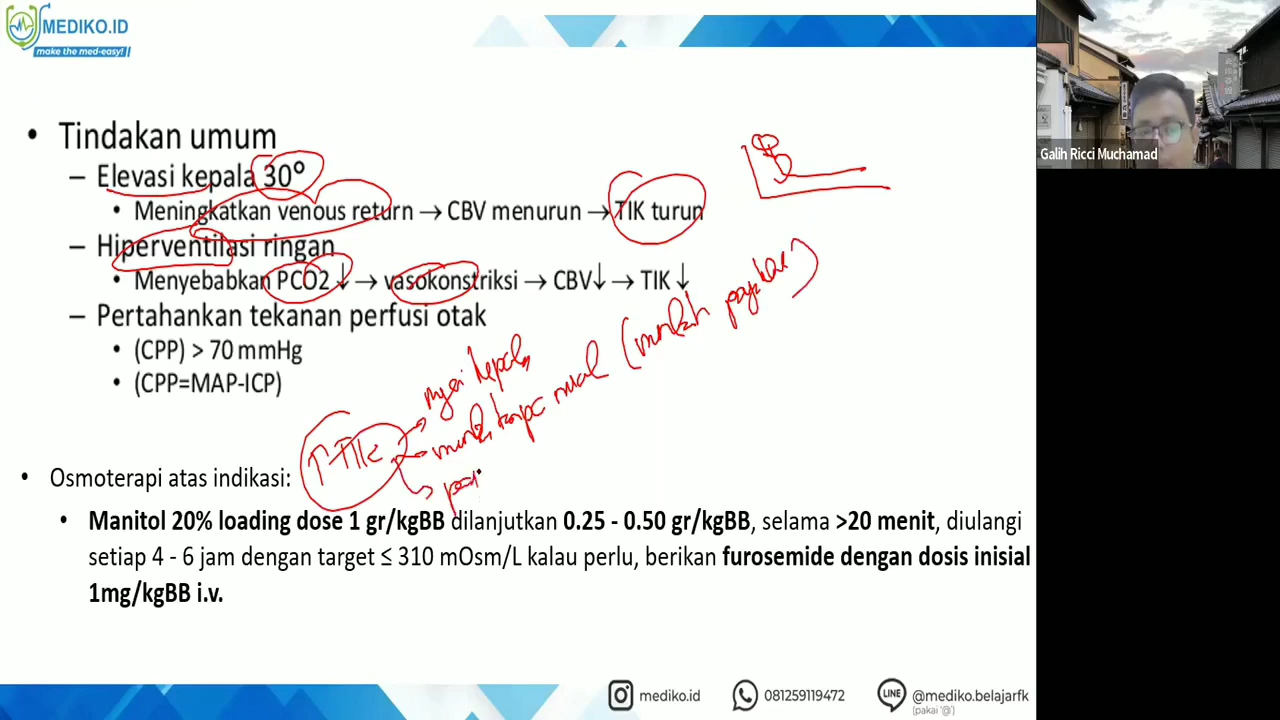 MEDIKO.ID
make the med-easy!
• Tindakan umum
– Elevasi kepala 30°
• Meningkatkan venous return → CBV menurun → TIK turun
– Hiperventilasi ringan
• Menyebabkan PCO2 ↓ → vasokonstriksi → CBV↓ → TIK ↓
– Pertahankan tekanan perfusi otak
• (CPP) > 70 mmHg
• (CPP=MAP-ICP)
nyeri kepala
muntah tanpa mual (muntah proyektil)
↑ TIK
• Osmoterapi atas indikasi:
• Manitol 20% loading dose 1 gr/kgBB dilanjutkan 0.25 - 0.50 gr/kgBB, selama >20 menit, diulangi
setiap 4 - 6 jam dengan target ≤ 310 mOsm/L kalau perlu, berikan furosemide dengan dosis inisial
1mg/kgBB i.v.
mediko.id
081259119472
@mediko.belajarfk
(pakai '@')
Galih Ricci Muchamad